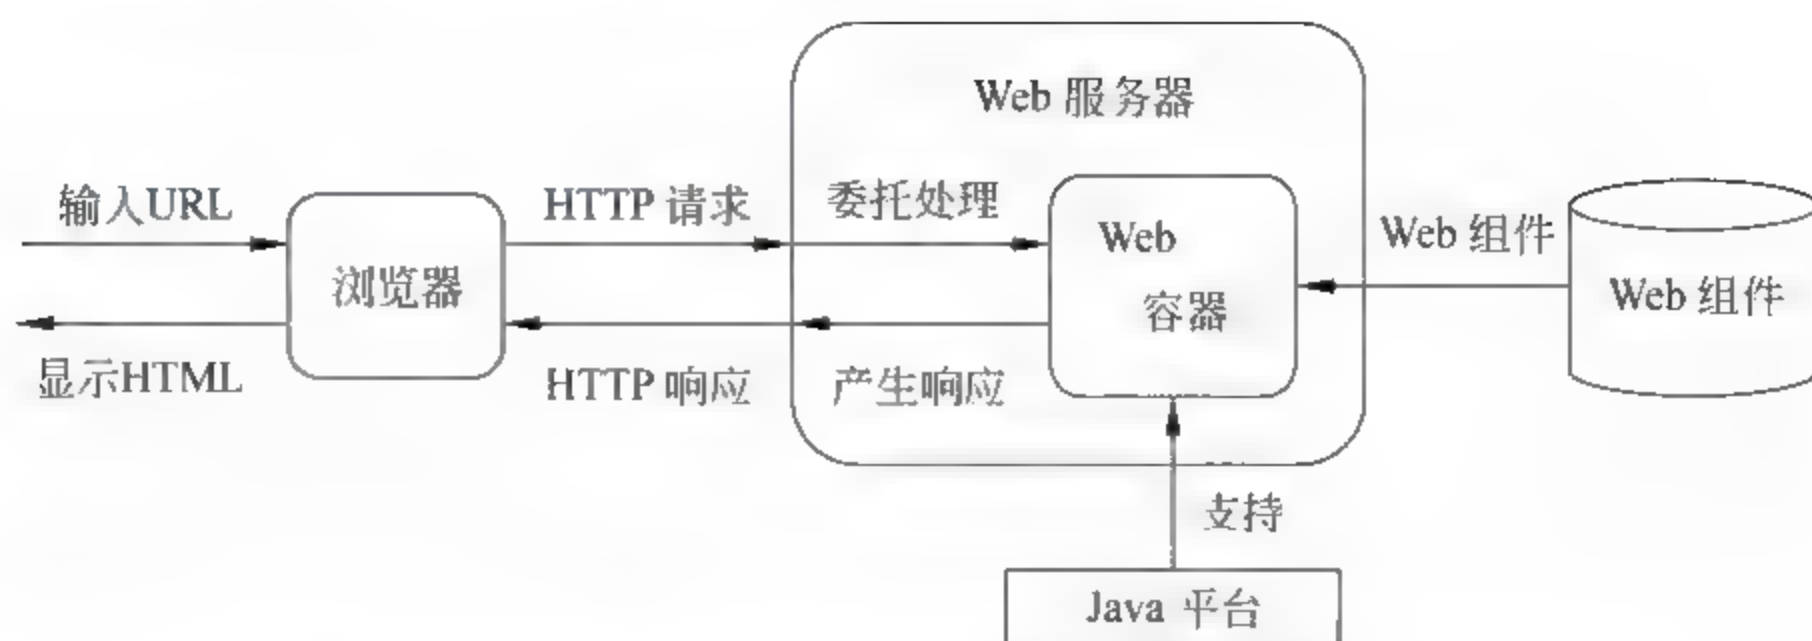 Web 服务器
输入URL
HTTP 请求
委托处理
Web
容器
Web 组件
浏览器
Web 组件
显示HTML
HTTP 响应
产生响应
支持
Java 平台